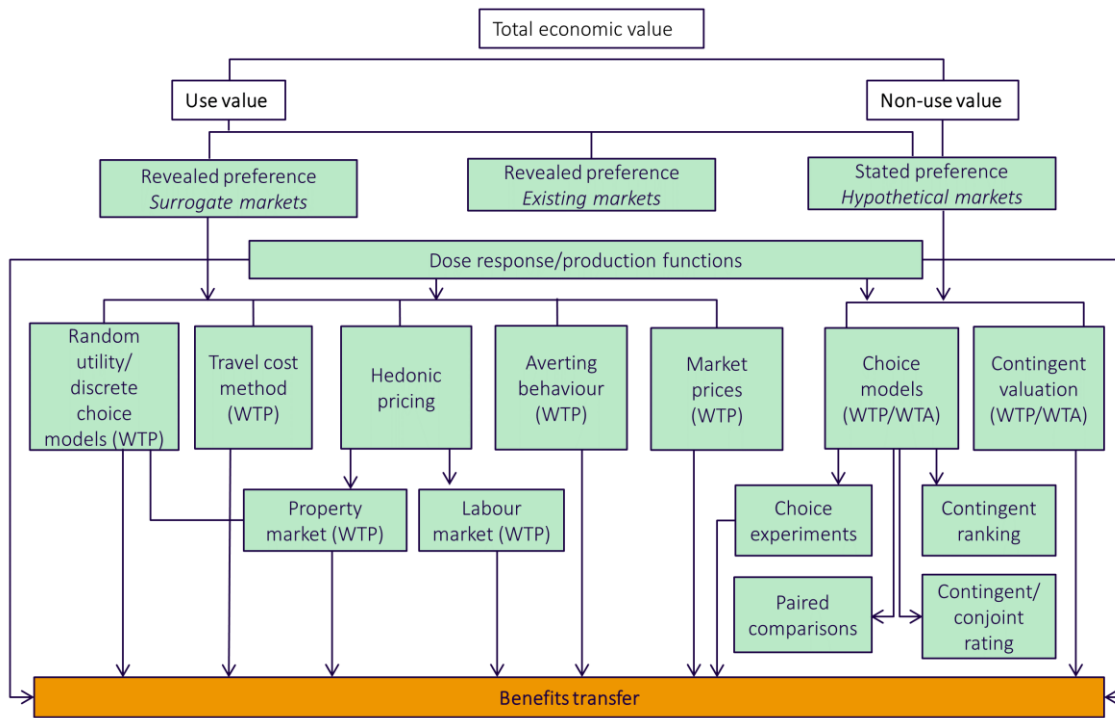 Total economic value
Use value
Non-use value
Revealed preference
Surrogate markets
Revealed preference
Existing markets
Stated preference
Hypothetical markets
Dose response/production functions
Random
utility/
discrete
choice
models (WTP)
Travel cost
method
(WTP)
Hedonic
pricing
Averting
behaviour
(WTP)
Market
prices
(WTP)
Choice
models
(WTP/WTA)
Contingent
valuation
(WTP/WTA)
Property
market (WTP)
Labour
market (WTP)
Choice
experiments
Contingent
ranking
Paired
comparisons
Contingent/
conjoint
rating
Benefits transfer